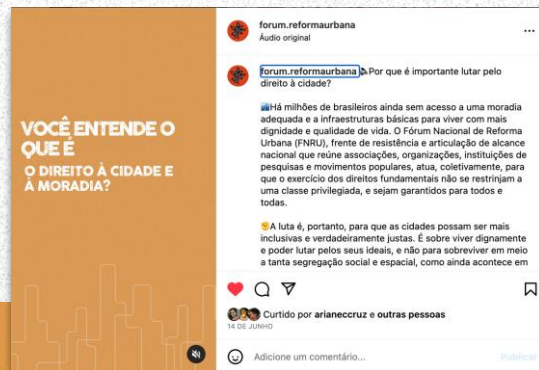 VOCÊ ENTENDE O
QUE É
O DIREITO À CIDADE E
À MORADIA?
forum.reformaurbana
Áudio original
forum.reformaurbana Por que é importante lutar pelo
direito à cidade?
Há milhões de brasileiros ainda sem acesso a uma moradia
adequada e a infraestruturas básicas para viver com mais
dignidade e qualidade de vida. O Fórum Nacional de Reforma
Urbana (FNRU), frente de resistência e articulação de alcance
nacional que reúne associações, organizações, instituições de
pesquisas e movimentos populares, atua, coletivamente, para
que o exercício dos direitos fundamentais não se restrinjam a
uma classe privilegiada, e sejam garantidos para todos e
todas.
A luta é, portanto, para que as cidades possam ser mais
inclusivas e verdadeiramente justas. É sobre viver dignamente
e poder lutar pelos seus ideais, e não para sobreviver em meio
a tanta segregação social e espacial, como ainda acontece em
Curtido por arianeccruz e outras pessoas
14 DE JUNHO
Adicione um comentário...
Publicar